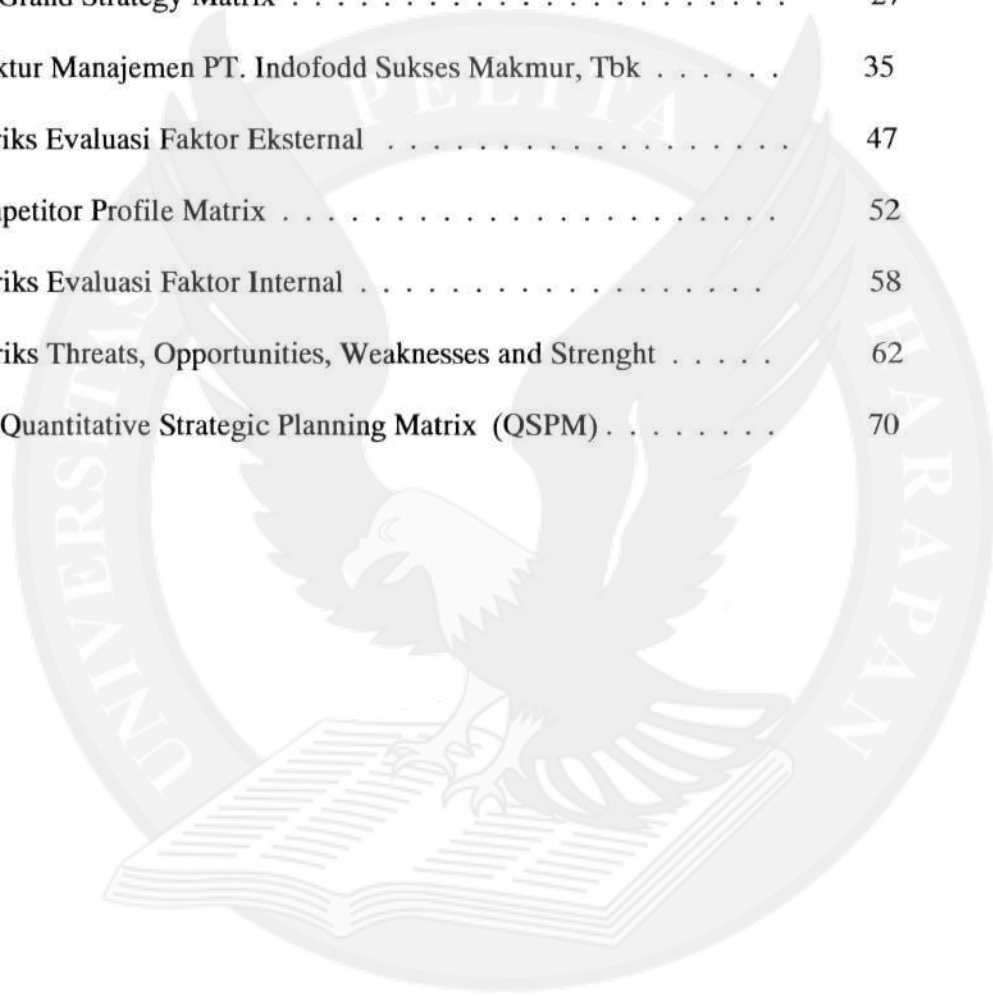 Grand Strategy Matrix . . . . . . . . . . . . . . . . . . . . . . 27
ktur Manajemen PT. Indofodd Sukses Makmur, Tbk . . . . . . 35
riks Evaluasi Faktor Eksternal . . . . . . . . . . . . . . . . . . 47
petitor Profile Matrix . . . . . . . . . . . . . . . . . . . . . . 52
riks Evaluasi Faktor Internal . . . . . . . . . . . . . . . . . . 58
riks Threats, Opportunities, Weaknesses and Strenght . . . . . 62
Quantitative Strategic Planning Matrix (QSPM) . . . . . . . . 70
UNIVERSITAS PELITA HARAPAN